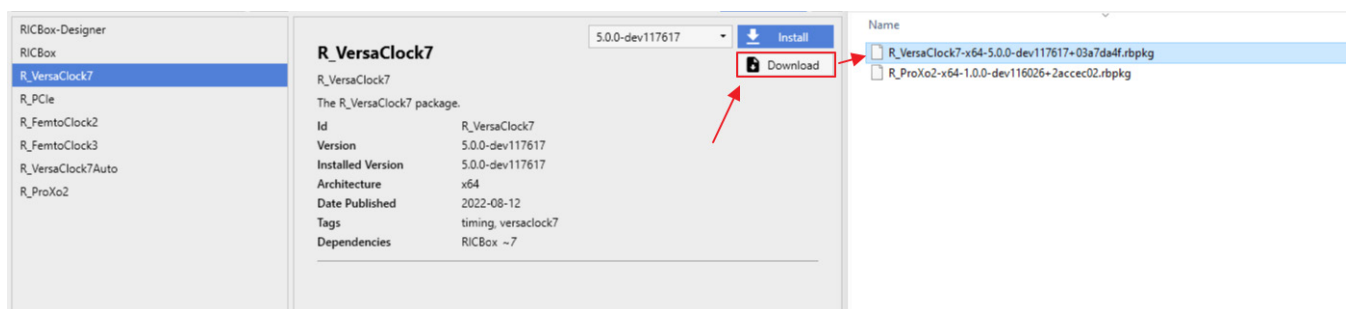 RICBox-Designer
RICBox
R_VersaClock7
R_PCIe
R_FemtoClock2
R_FemtoClock3
R_VersaClock7Auto
R_ProXo2
5.0.0-dev117617
Install
Download
R_VersaClock7
R_VersaClock7
The R_VersaClock7 package.
Id R_VersaClock7
Version 5.0.0-dev117617
Installed Version 5.0.0-dev117617
Architecture x64
Date Published 2022-08-12
Tags timing, versaclock7
Dependencies RICBox ~7
Name
R_VersaClock7-x64-5.0.0-dev117617+03a7da4f.rbpkg
R_ProXo2-x64-1.0.0-dev116026+2accec02.rbpkg